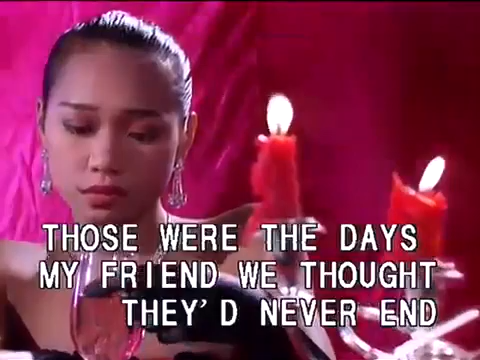 THOSE WERE THE DAYS
MY FRIEND WE THOUGHT
THEY'D NEVER END